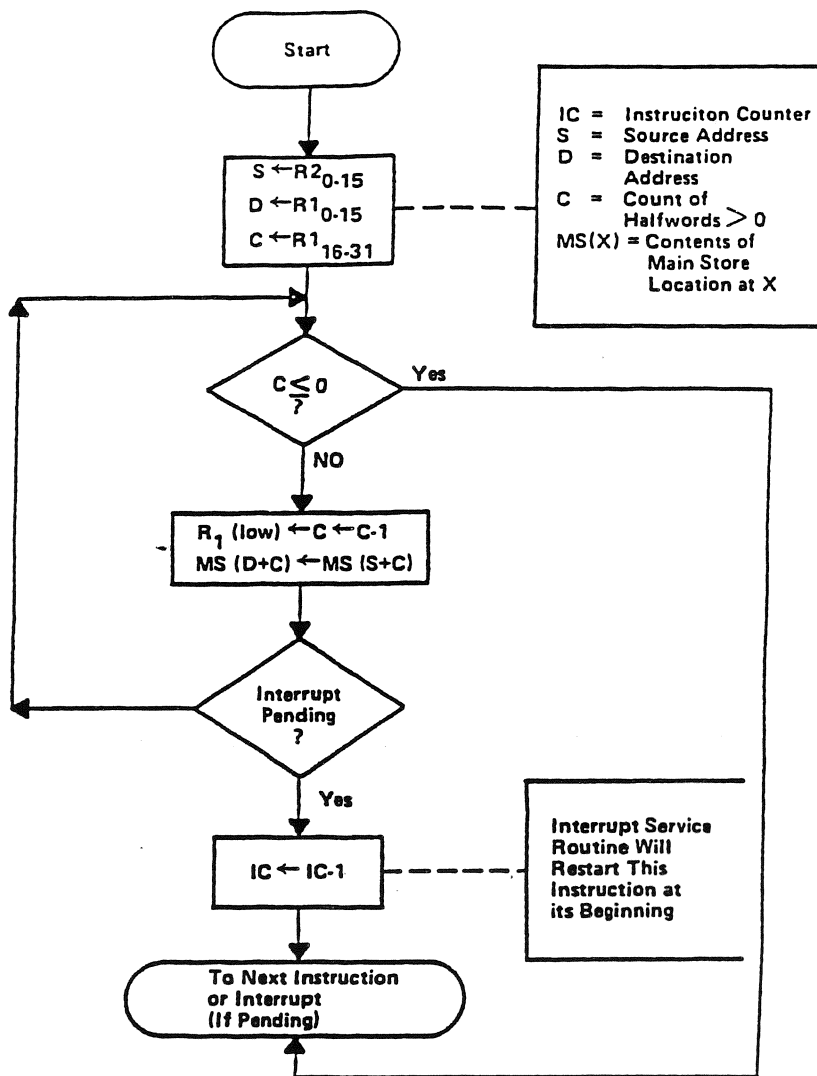 Start
S ←R2 0-15
D ←R1 0-15
C ←R1 16-31
IC = Instruciton Counter
S = Source Address
D = Destination
Address
C = Count of
Halfwords > 0
MS(X) = Contents of
Main Store
Location at X
C ≤ 0
?
Yes
NO
R1 (low) ←C ←C-1
MS (D+C) ←MS (S+C)
Interrupt
Pending
?
Yes
IC ← IC-1
Interrupt Service
Routine Will
Restart This
Instruction at
its Beginning
To Next Instruction
or Interrupt
(If Pending)